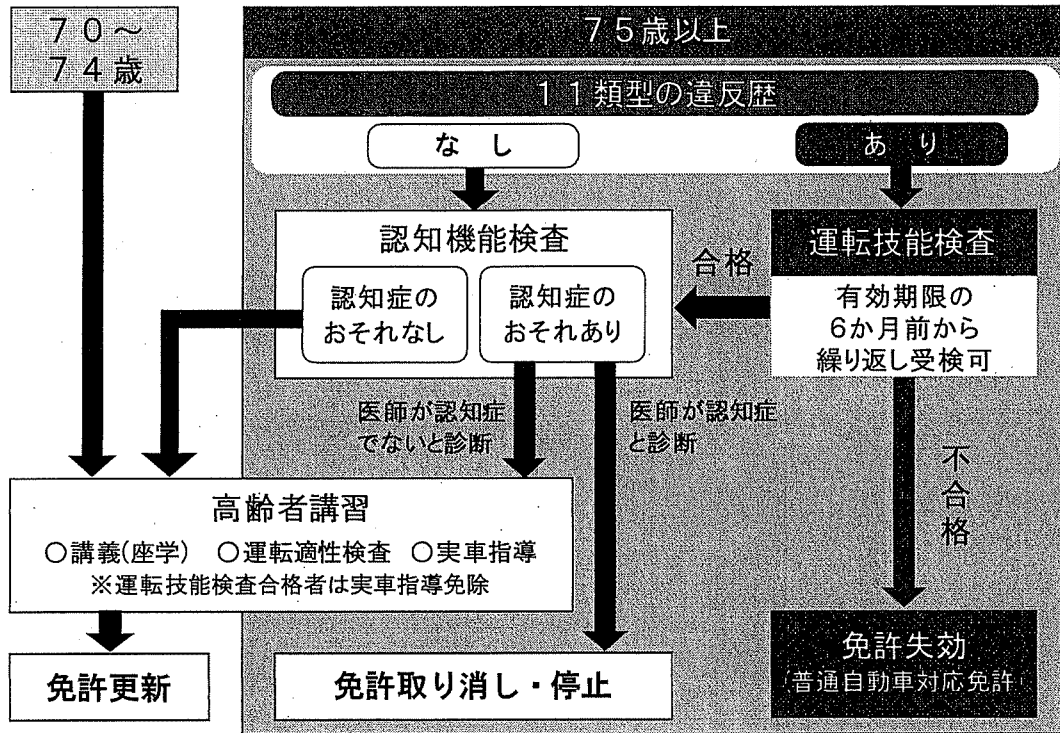 ７０～
７４歳
７５歳以上
１１類型の違反歴
なし
あり
認知機能検査
認知症の
おそれなし
認知症の
おそれあり
合格
運転技能検査
有効期限の
６か月前から
繰り返し受検可
医師が認知症
でないと診断
医師が認知症
と診断
不合格
高齢者講習
○講義(座学) ○運転適性検査 ○実車指導
※運転技能検査合格者は実車指導免除
免許更新
免許取り消し・停止
免許失効
(普通自動車対応免許)